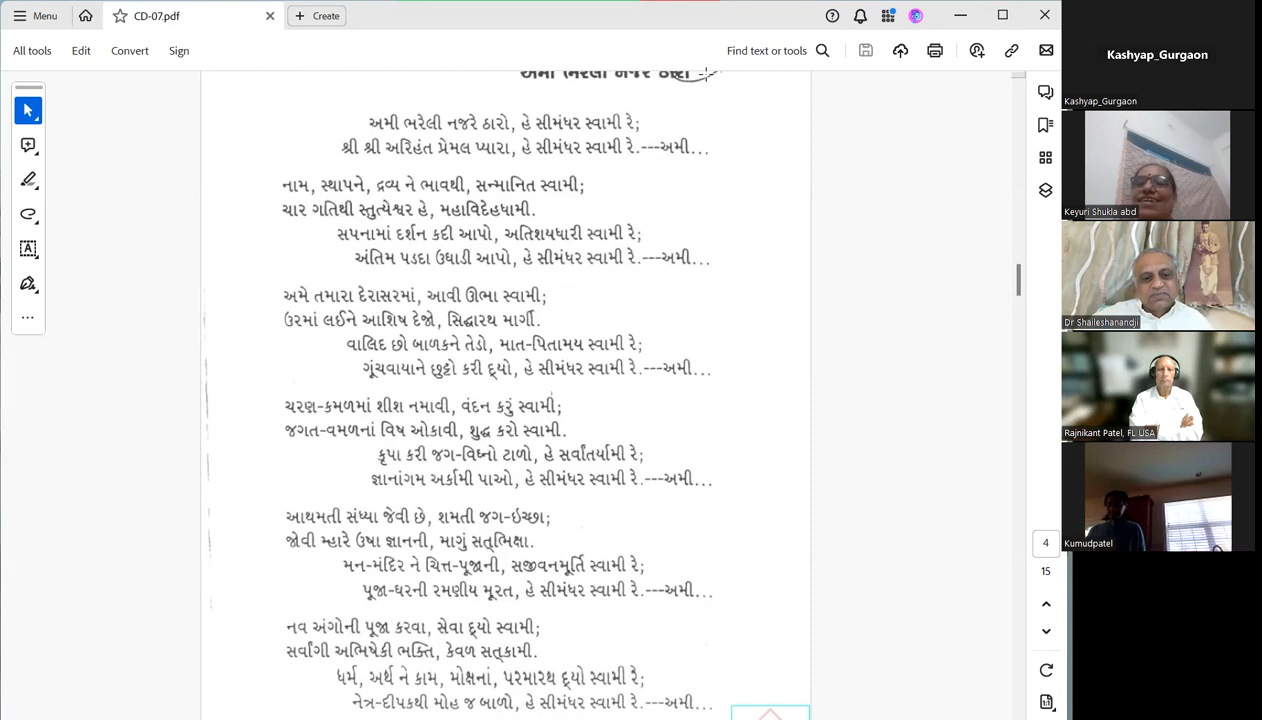 Menu
CD-07.pdf
Create
All tools
Edit
Convert
Sign
Find text or tools
અમી ભરેલી નજરે ઠારો
અમી ભરેલી નજરે ઠારો, હે સીમંધર સ્વામી રે;
શ્રી શ્રી અરિહંત પ્રેમલ પ્યારા, હે સીમંધર સ્વામી રે.---અમી...
નામ, સ્થાપને, દ્રવ્ય ને ભાવથી, સન્માનિત સ્વામી;
ચાર ગતિથી સ્તુત્યેશ્વર હે, મહાવિદેહધામી.
સપનામાં દર્શન કદી આપો, અતિશયધારી સ્વામી રે;
અંતિમ પડદા ઉઘાડી આપો, હે સીમંધર સ્વામી રે.---અમી...
અમે તમારા દેરાસરમાં, આવી ઊભા સ્વામી;
ઉરમાં લઈને આશિષ દેજો, સિદ્ધારથ માર્ગી.
વાલિદ છો બાળકને તેડો, માત-પિતામય સ્વામી રે;
ગૂંચવાયાને છુટ્ટો કરી દ્યો, હે સીમંધર સ્વામી રે.---અમી...
ચરણ-કમળમાં શીશ નમાવી, વંદન કરું સ્વામી;
જગત-વમળનાં વિષ ઓકાવી, શુદ્ધ કરો સ્વામી.
કૃપા કરી જગ-વિઘ્નો ટાળો, હે સર્વાંતર્યામી રે;
જ્ઞાનાંગમ અર્કામી પાઓ, હે સીમંધર સ્વામી રે.---અમી...
આથમતી સંધ્યા જેવી છે, શમતી જગ-ઇચ્છા;
જોવી મ્હારે ઉષા જ્ઞાનની, માગું સત્‌ભિક્ષા.
મન-મંદિર ને ચિત્ત-પૂજાની, સજીવનમૂર્તિ સ્વામી રે;
પૂજા-ઘરની રમણીય મૂરત, હે સીમંધર સ્વામી રે.---અમી...
નવ અંગોની પૂજા કરવા, સેવા દ્યો સ્વામી;
સર્વાંગી અભિષેકી ભક્તિ, કેવળ સત્‌કામી.
ધર્મ, અર્થ ને કામ, મોક્ષનાં, પરમારથ દ્યો સ્વામી રે;
નેત્ર-દીપકથી મોહ જ બાળો, હે સીમંધર સ્વામી રે.---અમી...
4
15
Kashyap_Gurgaon
Kashyap_Gurgaon
Keyuri Shukla abd
Dr Shaileshanandji
Rajnikant Patel, FL USA
Kumudpatel